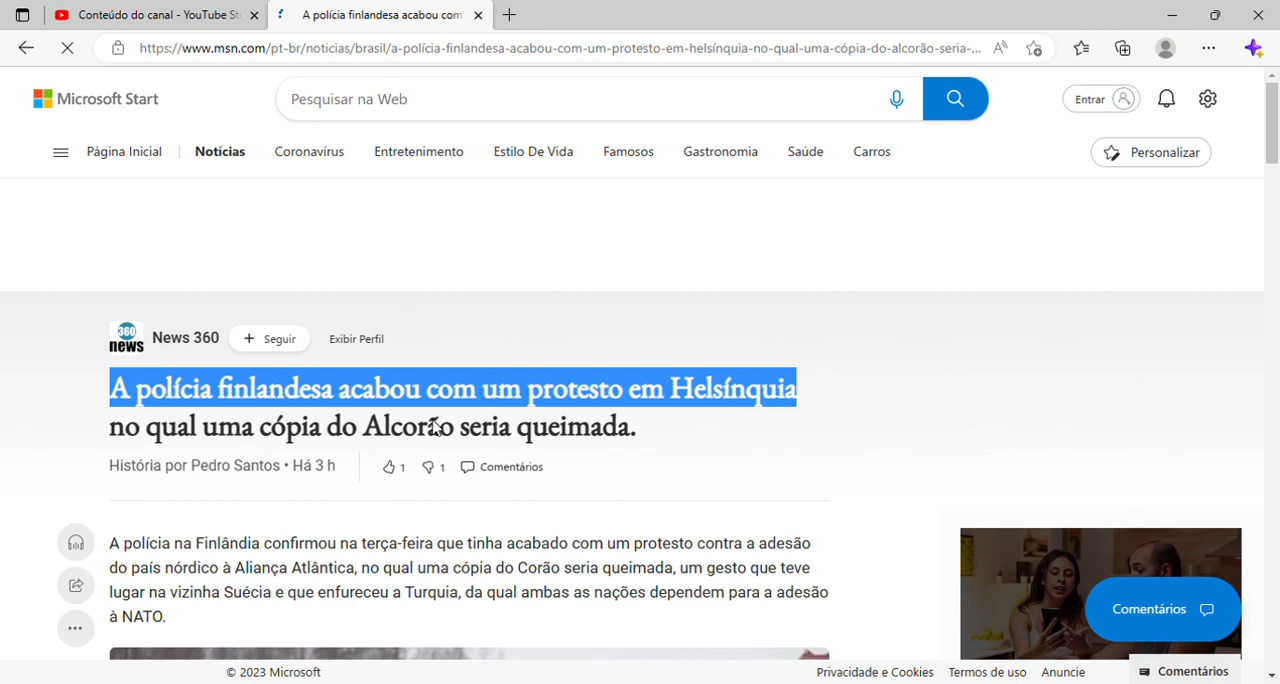 Conteúdo do canal - YouTube St
A polícia finlandesa acabou com
https://www.msn.com/pt-br/noticias/brasil/a-polícia-finlandesa-acabou-com-um-protesto-em-helsínquia-no-qual-uma-cópia-do-alcorão-seria-...
Microsoft Start
Pesquisar na Web
Entrar
Página Inicial
Notícias
Coronavírus
Entretenimento
Estilo De Vida
Famosos
Gastronomia
Saúde
Carros
Personalizar
360 news
News 360
Seguir
Exibir Perfil
A polícia finlandesa acabou com um protesto em Helsínquia
no qual uma cópia do Alcorão seria queimada.
História por Pedro Santos • Há 3 h
1
1
Comentários
A polícia na Finlândia confirmou na terça-feira que tinha acabado com um protesto contra a adesão
do país nórdico à Aliança Atlântica, no qual uma cópia do Corão seria queimada, um gesto que teve
lugar na vizinha Suécia e que enfureceu a Turquia, da qual ambas as nações dependem para a adesão
à NATO.
Comentários
© 2023 Microsoft
Privacidade e Cookies
Termos de uso
Anuncie
Comentários